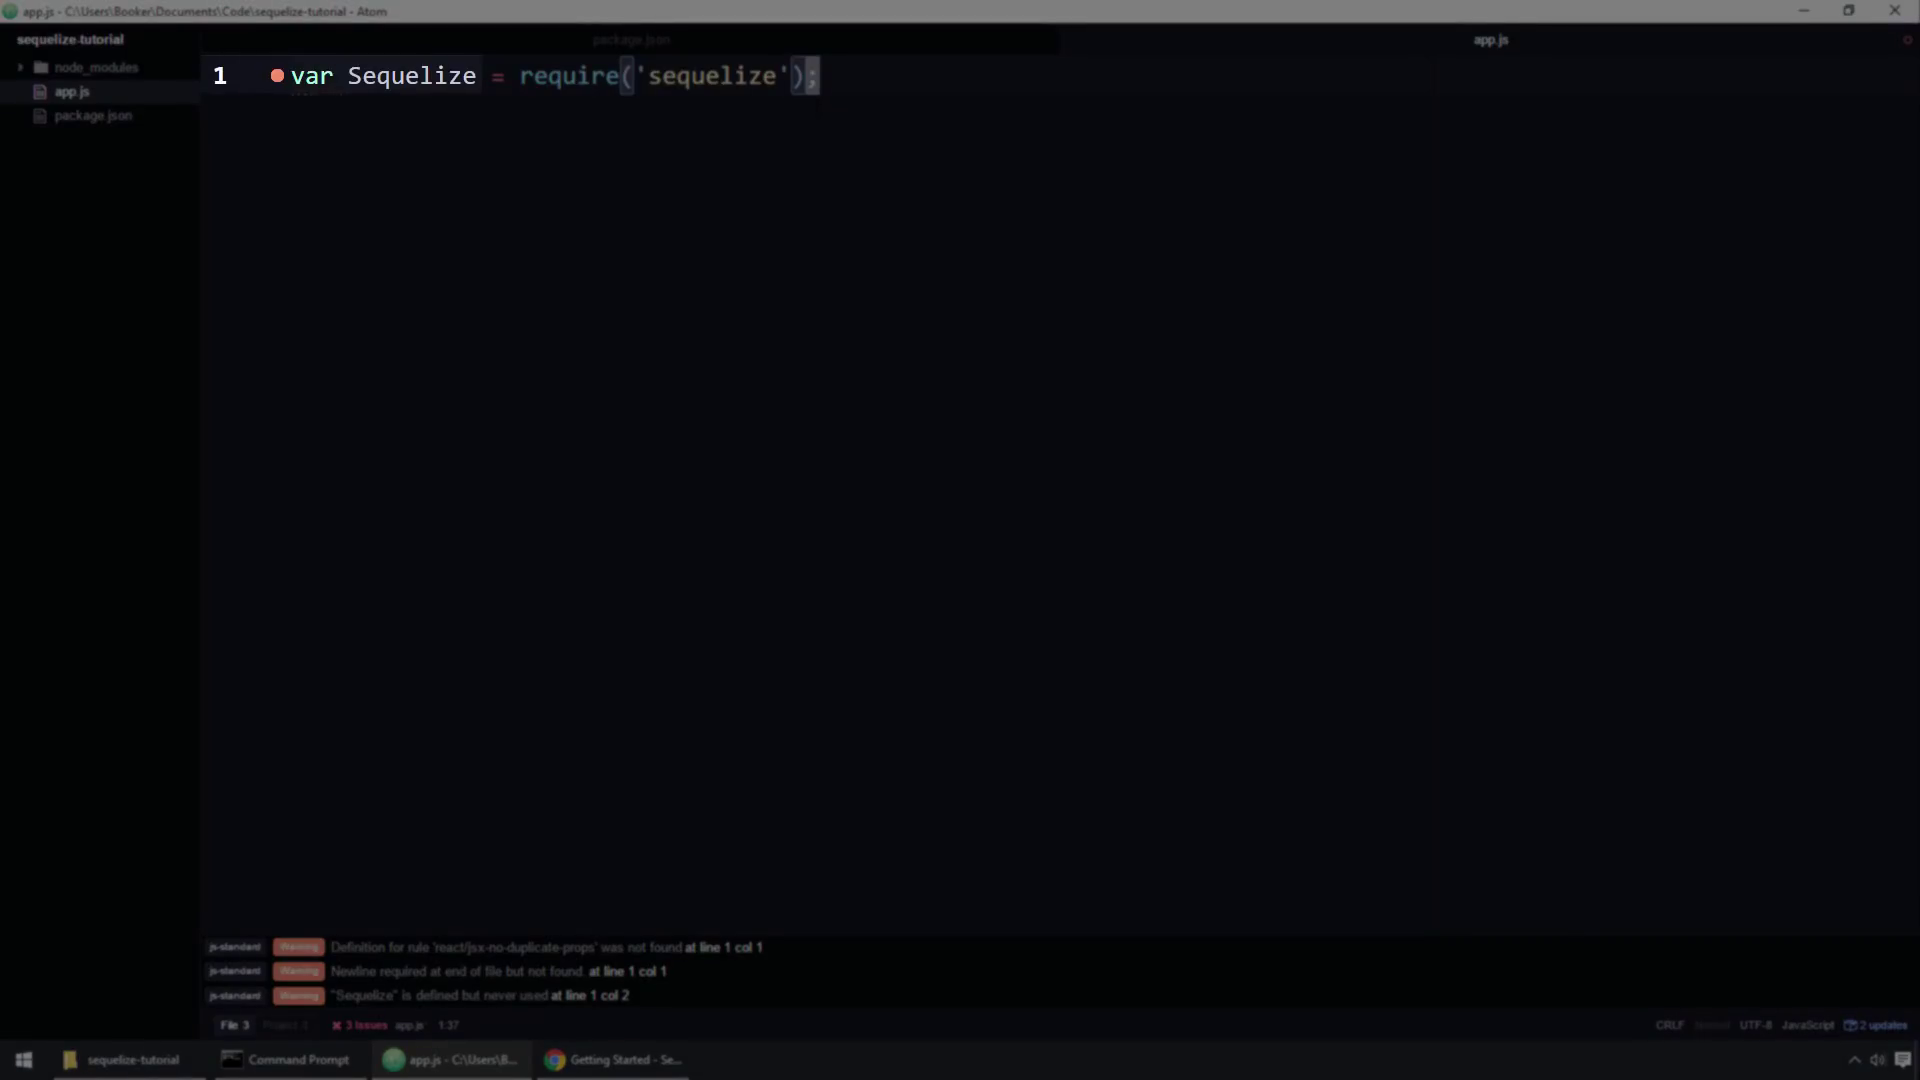 app.js - C:\Users\Booker\Documents\Code\sequelize-tutorial - Atom
sequelize-tutorial
package.json
app.js
node_modules
app.js
package.json
1 var Sequelize = require('sequelize');
js-standard Warning Definition for rule 'react/jsx-no-duplicate-props' was not found at line 1 col 1
js-standard Warning Newline required at end of file but not found. at line 1 col 1
js-standard Warning "Sequelize" is defined but never used at line 1 col 2
File 3 3 Issues app.js 1:37
CRLF UTF-8 JavaScript 2 updates
sequelize-tutorial Command Prompt app.js - C:\Users\B... Getting Started - Se...